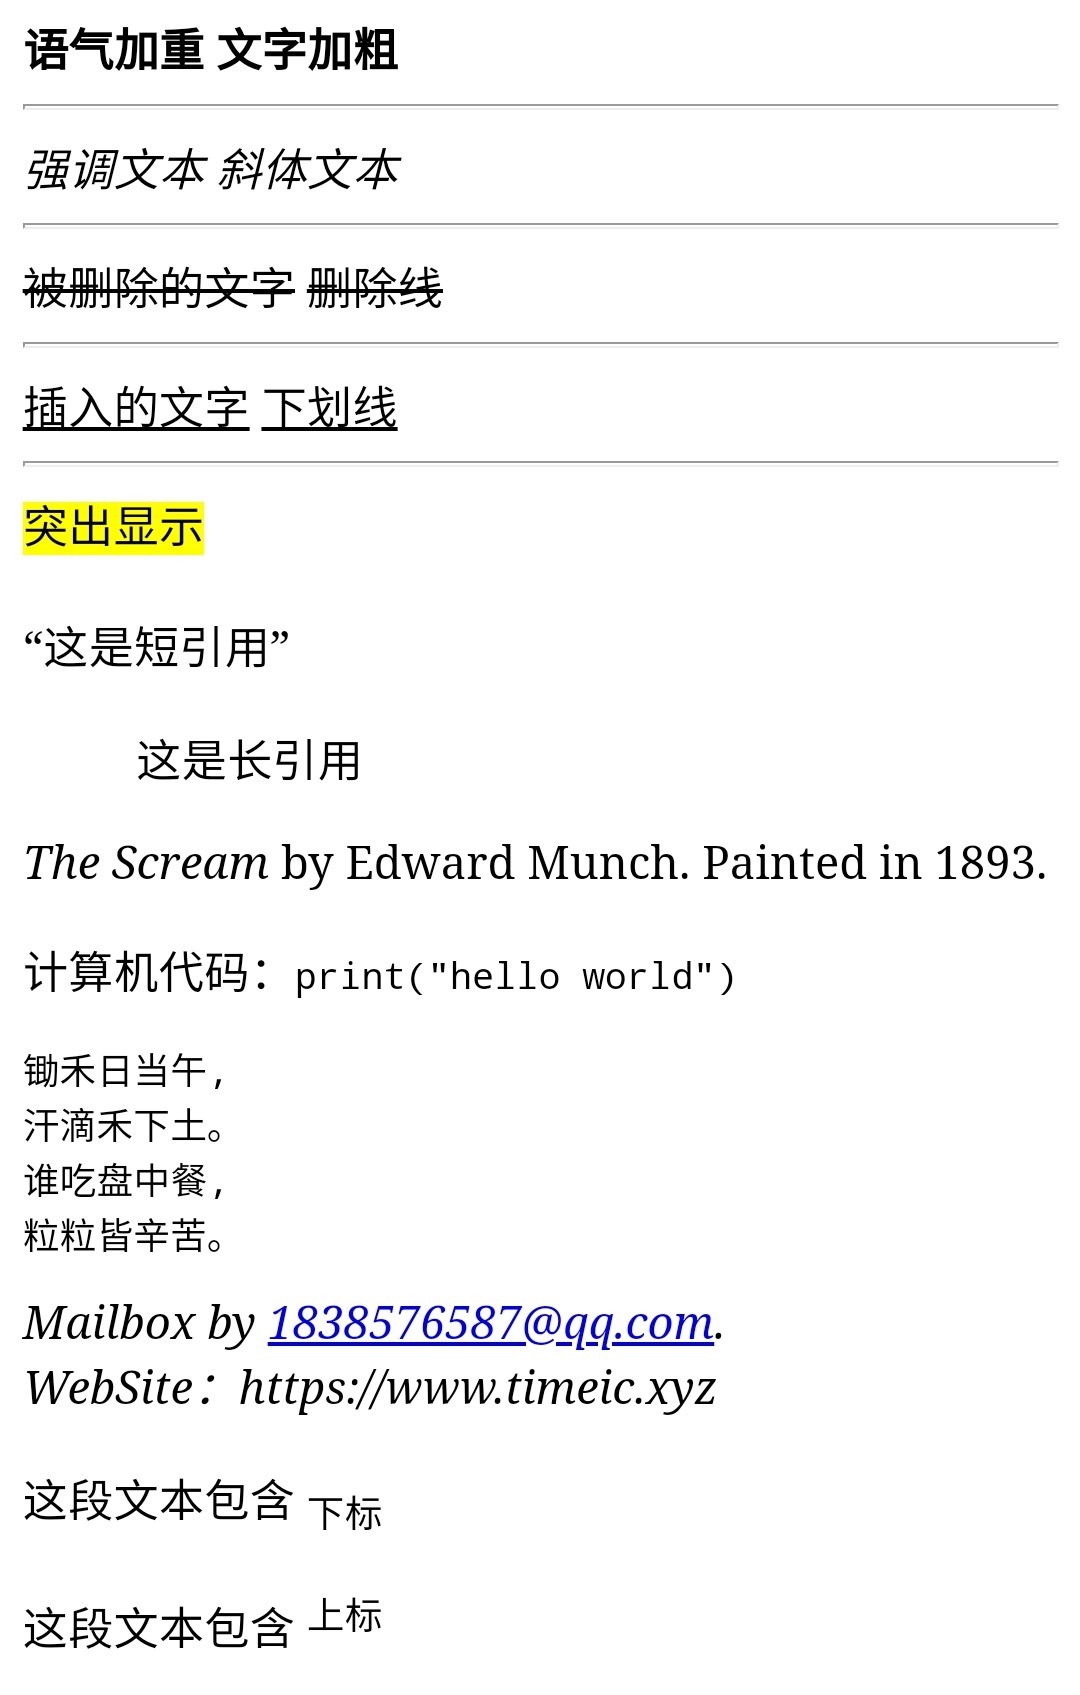 语气加重 文字加粗
强调文本 斜体文本
被删除的文字 删除线
插入的文字 下划线
突出显示
“这是短引用”
这是长引用
The Scream by Edward Munch. Painted in 1893.
计算机代码：print("hello world")
锄禾日当午,
汗滴禾下土。
谁吃盘中餐,
粒粒皆辛苦。
Mailbox by 1838576587@qq.com.
WebSite：https://www.timeic.xyz
这段文本包含 下标
这段文本包含 上标